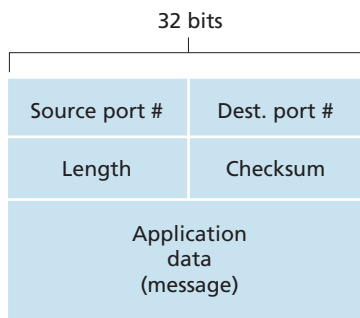 32 bits
Source port #
Dest. port #
Length
Checksum
Application
data
(message)